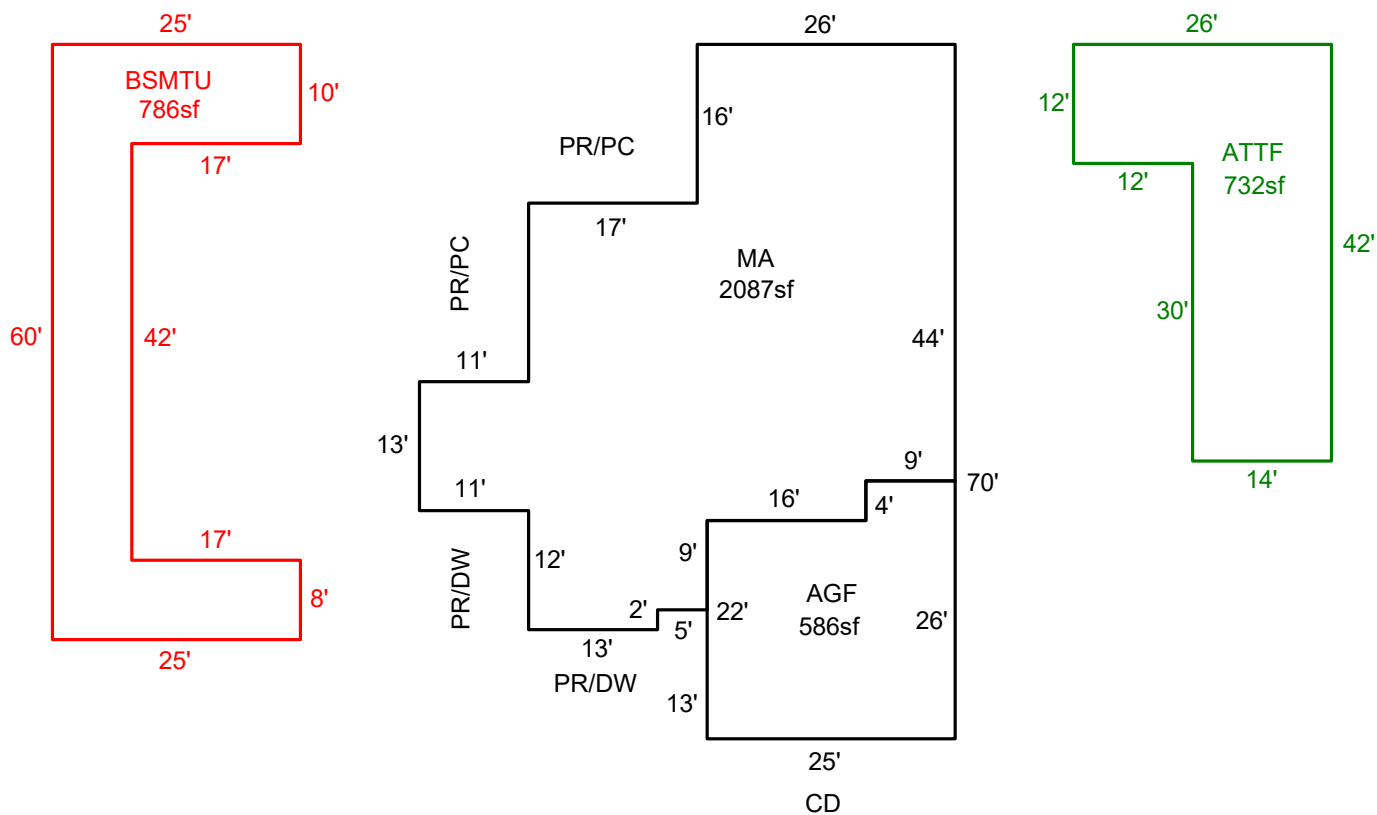 25'
BSMTU
786sf
10'
17'
60'
42'
17'
8'
25'
26'
16'
PR/PC
17'
PR/PC
MA
2087sf
11'
44'
13'
9'
70'
11'
16'
4'
12'
9'
PR/DW
2'
5'
22'
AGF
586sf
26'
13'
PR/DW
13'
25'
CD
26'
12'
ATTF
732sf
12'
42'
30'
14'